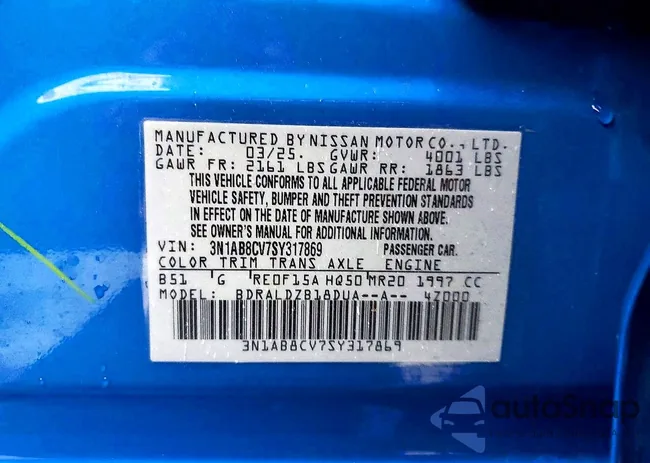 MANUFACTURED BY NISSAN MOTOR CO., LTD.
DATE: 03/25. GVWR: 4001 LBS
GAWR FR: 2161 LBS GAWR RR: 1863 LBS
THIS VEHICLE CONFORMS TO ALL APPLICABLE FEDERAL MOTOR
VEHICLE SAFETY, BUMPER AND THEFT PREVENTION STANDARDS
IN EFFECT ON THE DATE OF MANUFACTURE SHOWN ABOVE.
SEE OWNER'S MANUAL FOR ADDITIONAL INFORMATION.
VIN: 3N1AB8CV7SY317869 PASSENGER CAR.
COLOR TRIM TRANS AXLE ENGINE
B51 G RE0F15A HQ50 MR20 1997 CC
MODEL: BDRALDZB18DUA--A-- 4Z000
3N1AB8CV7SY317869
autoShop